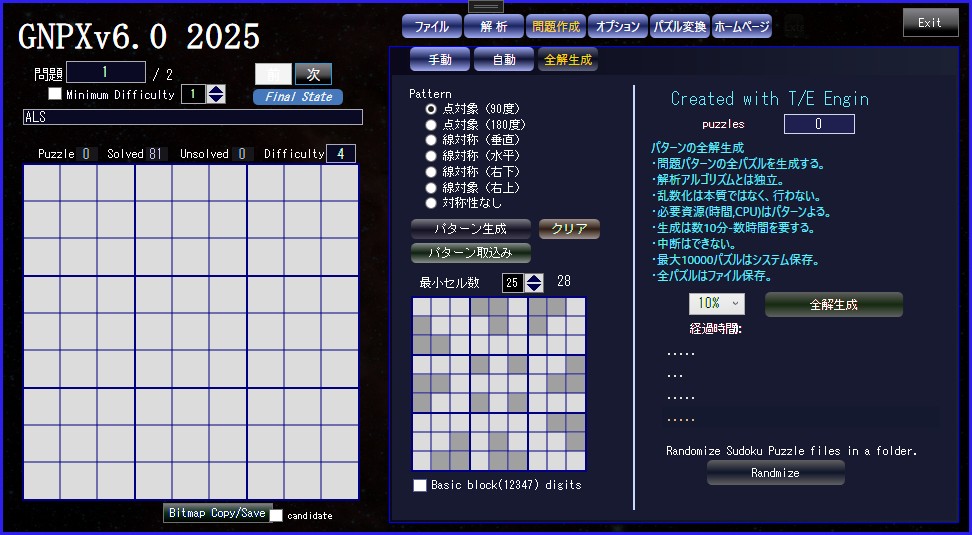 GNPXv6.0 2025
ファイル 解析 問題作成 オプション パズル変換 ホームページ
Exit
問題 1 / 2
次
Minimum Difficulty 1
Final State
ALS
Puzzle 0 Solved 81 Unsolved 0 Difficulty 4
Bitmap Copy/Save
candidate
手動 自動 全解生成
Pattern
点対象（90度）
点対象（180度）
線対称（垂直）
線対称（水平）
線対称（右下）
線対象（右上）
対称性なし
パターン生成 クリア
パターン取込み
最小セル数 25 28
Basic block(12347) digits
Created with T/E Engin
puzzles 0
パターンの全解生成
・問題パターンの全パズルを生成する。
・解析アルゴリズムとは独立。
・乱数化は本質ではなく、行わない。
・必要資源(時間,CPU)はパターンよる。
・生成は数10分-数時間を要する。
・中断はできない。
・最大10000パズルはシステム保存。
・全パズルはファイル保存。
10% 全解生成
経過時間:
.....
...
.....
.....
Randomize Sudoku Puzzle files in a folder.
Randmize